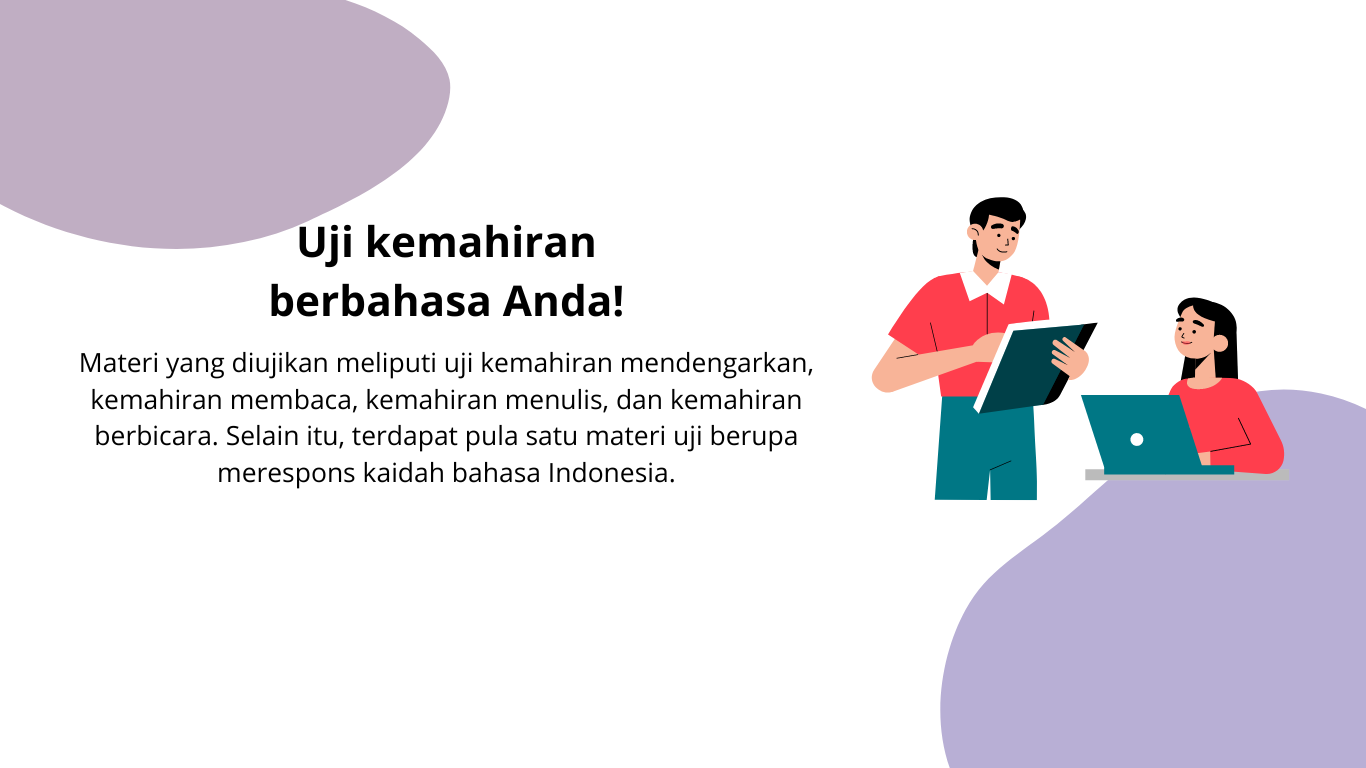 Uji kemahiran
berbahasa Anda!
Materi yang diujikan meliputi uji kemahiran mendengarkan,
kemahiran membaca, kemahiran menulis, dan kemahiran
berbicara. Selain itu, terdapat pula satu materi uji berupa
merespons kaidah bahasa Indonesia.